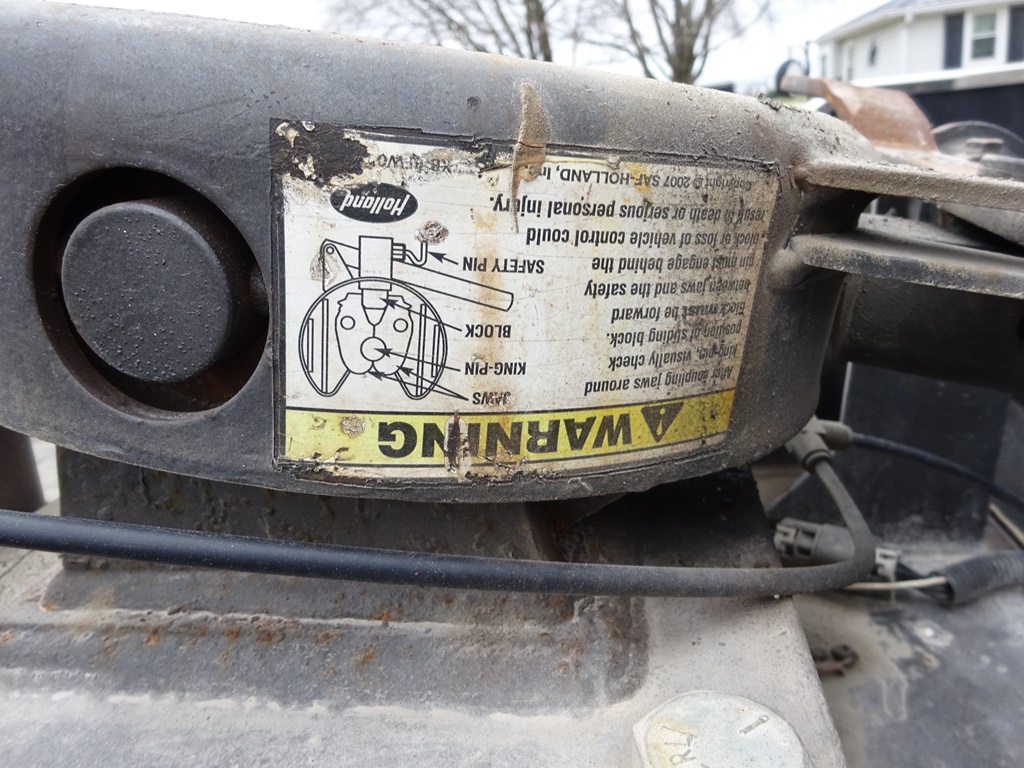 WARNING
After coupling jaws around
king-pin, visually check
position of sliding block.
Block must be forward
between jaws and the safety
pin must engage behind the
block or loss of vehicle control could
result in death or serious personal injury.
Copyright © 2007 SAF-HOLLAND, Inc.
JAWS
KING-PIN
BLOCK
SAFETY PIN
Holland